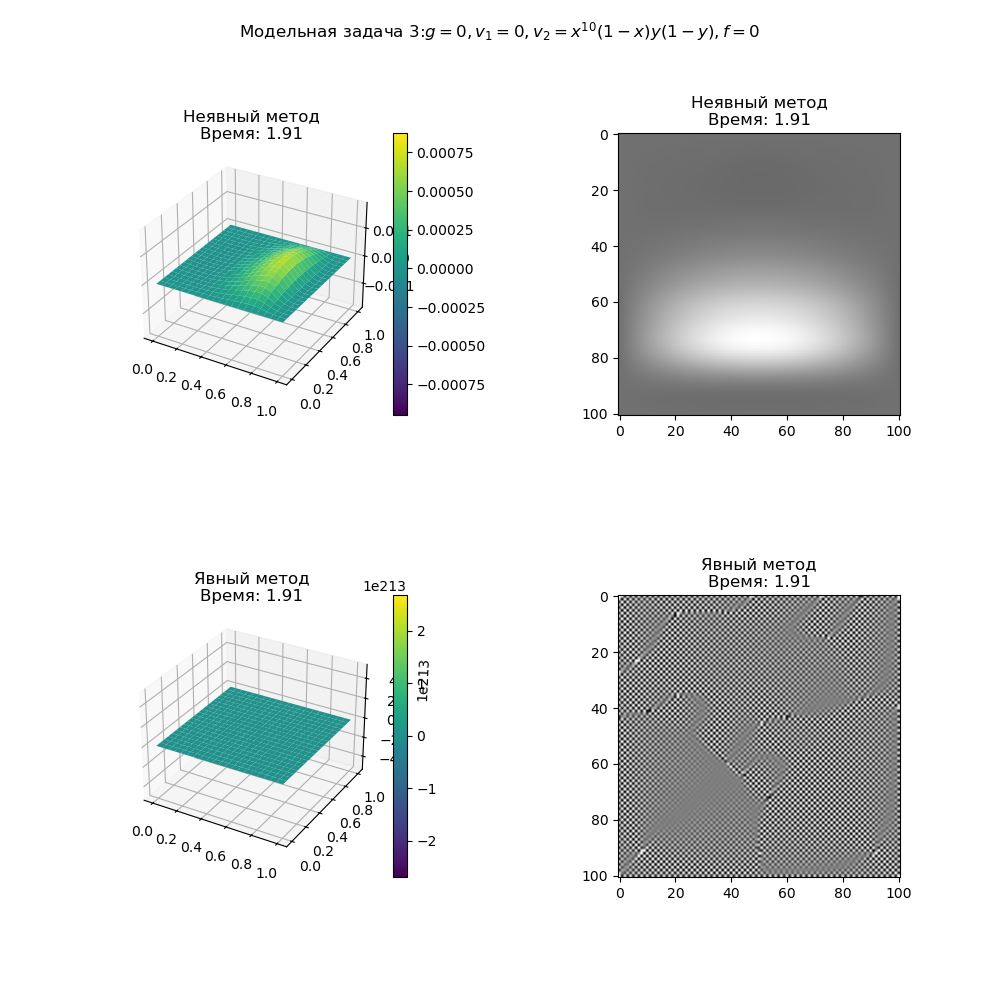 Модельная задача 3:g = 0, v₁ = 0, v₂ = x¹⁰(1 − x)y(1 − y), f = 0
Неявный метод
Время: 1.91
0.00075
0.00050
0.00025
0.00000
−0.00025
−0.00050
−0.00075
0.0 0.2 0.4 0.6 0.8 1.0
0.0 0.2 0.4 0.6 0.8 1.0
Неявный метод
Время: 1.91
0
20
40
60
80
100
0 20 40 60 80 100
Явный метод
Время: 1.91
1e213
2
1e213
0
−1
−2
0.0 0.2 0.4 0.6 0.8 1.0
0.0 0.2 0.4 0.6 0.8 1.0
Явный метод
Время: 1.91
0
20
40
60
80
100
0 20 40 60 80 100